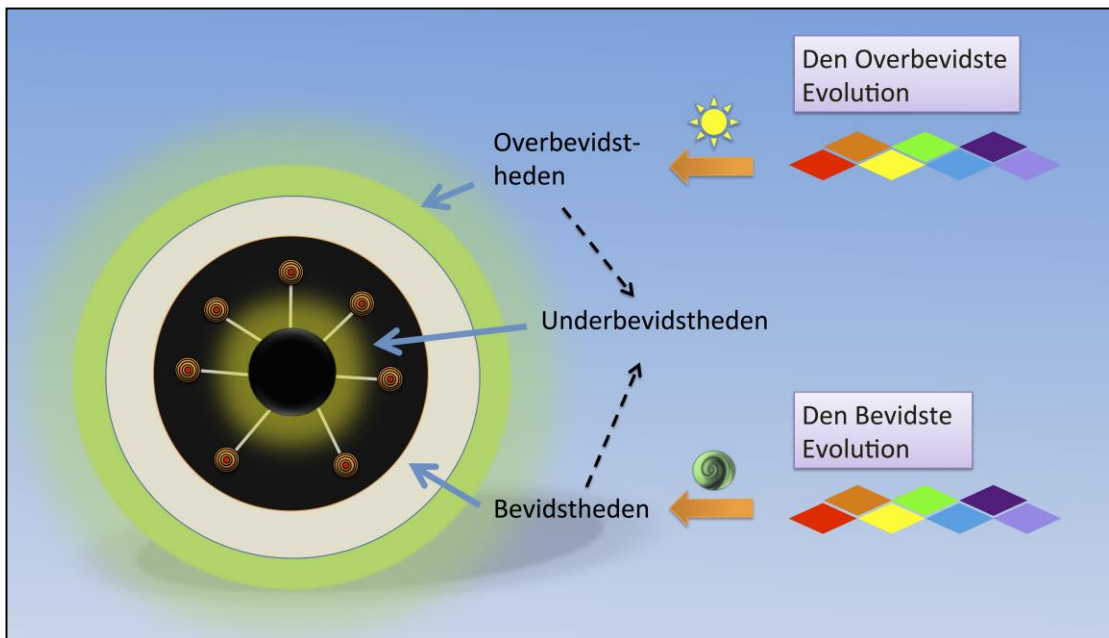 Den Overbevidste
Evolution
Overbevidst-
heden
Underbevidstheden
Den Bevidste
Evolution
Bevidstheden